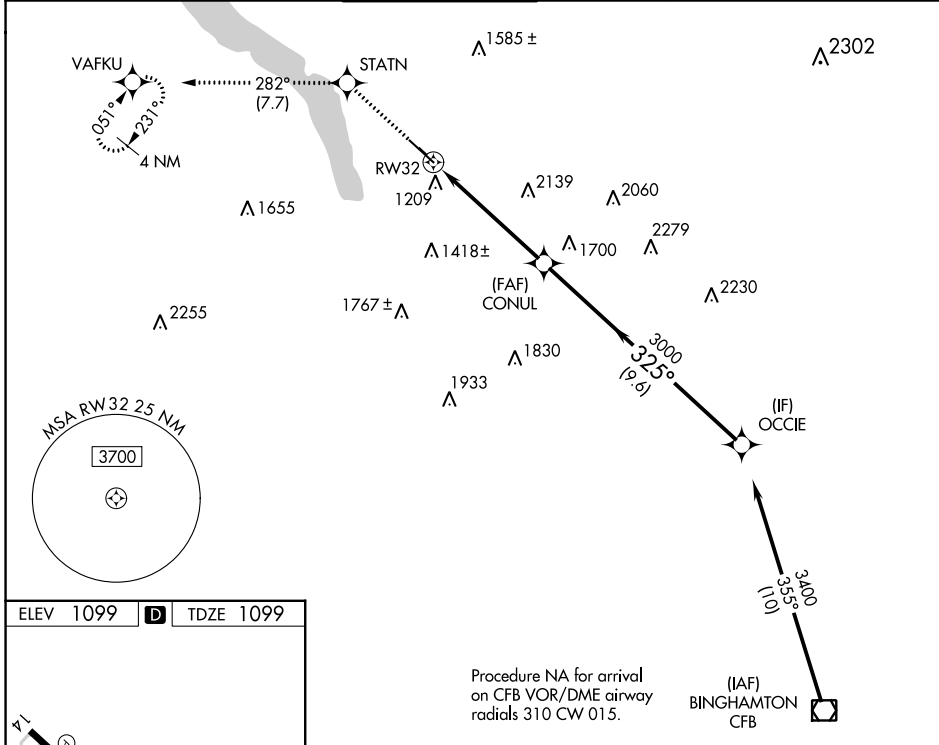 1585 ±
2302
VAFKU
STATN
282°
(7.7)
051°
231°
4 NM
RW32
1209
2139
2060
1655
1418±
1700
2279
(FAF)
CONUL
2230
2255
1767 ±
3000
325°
(9.6)
1830
1933
(IF)
OCCIE
MSA RW32 25 NM
3700
3400
355°
(10)
ELEV 1099 D TDZE 1099
Procedure NA for arrival
on CFB VOR/DME airway
radials 310 CW 015.
(IAF)
BINGHAMTON
CFB
14